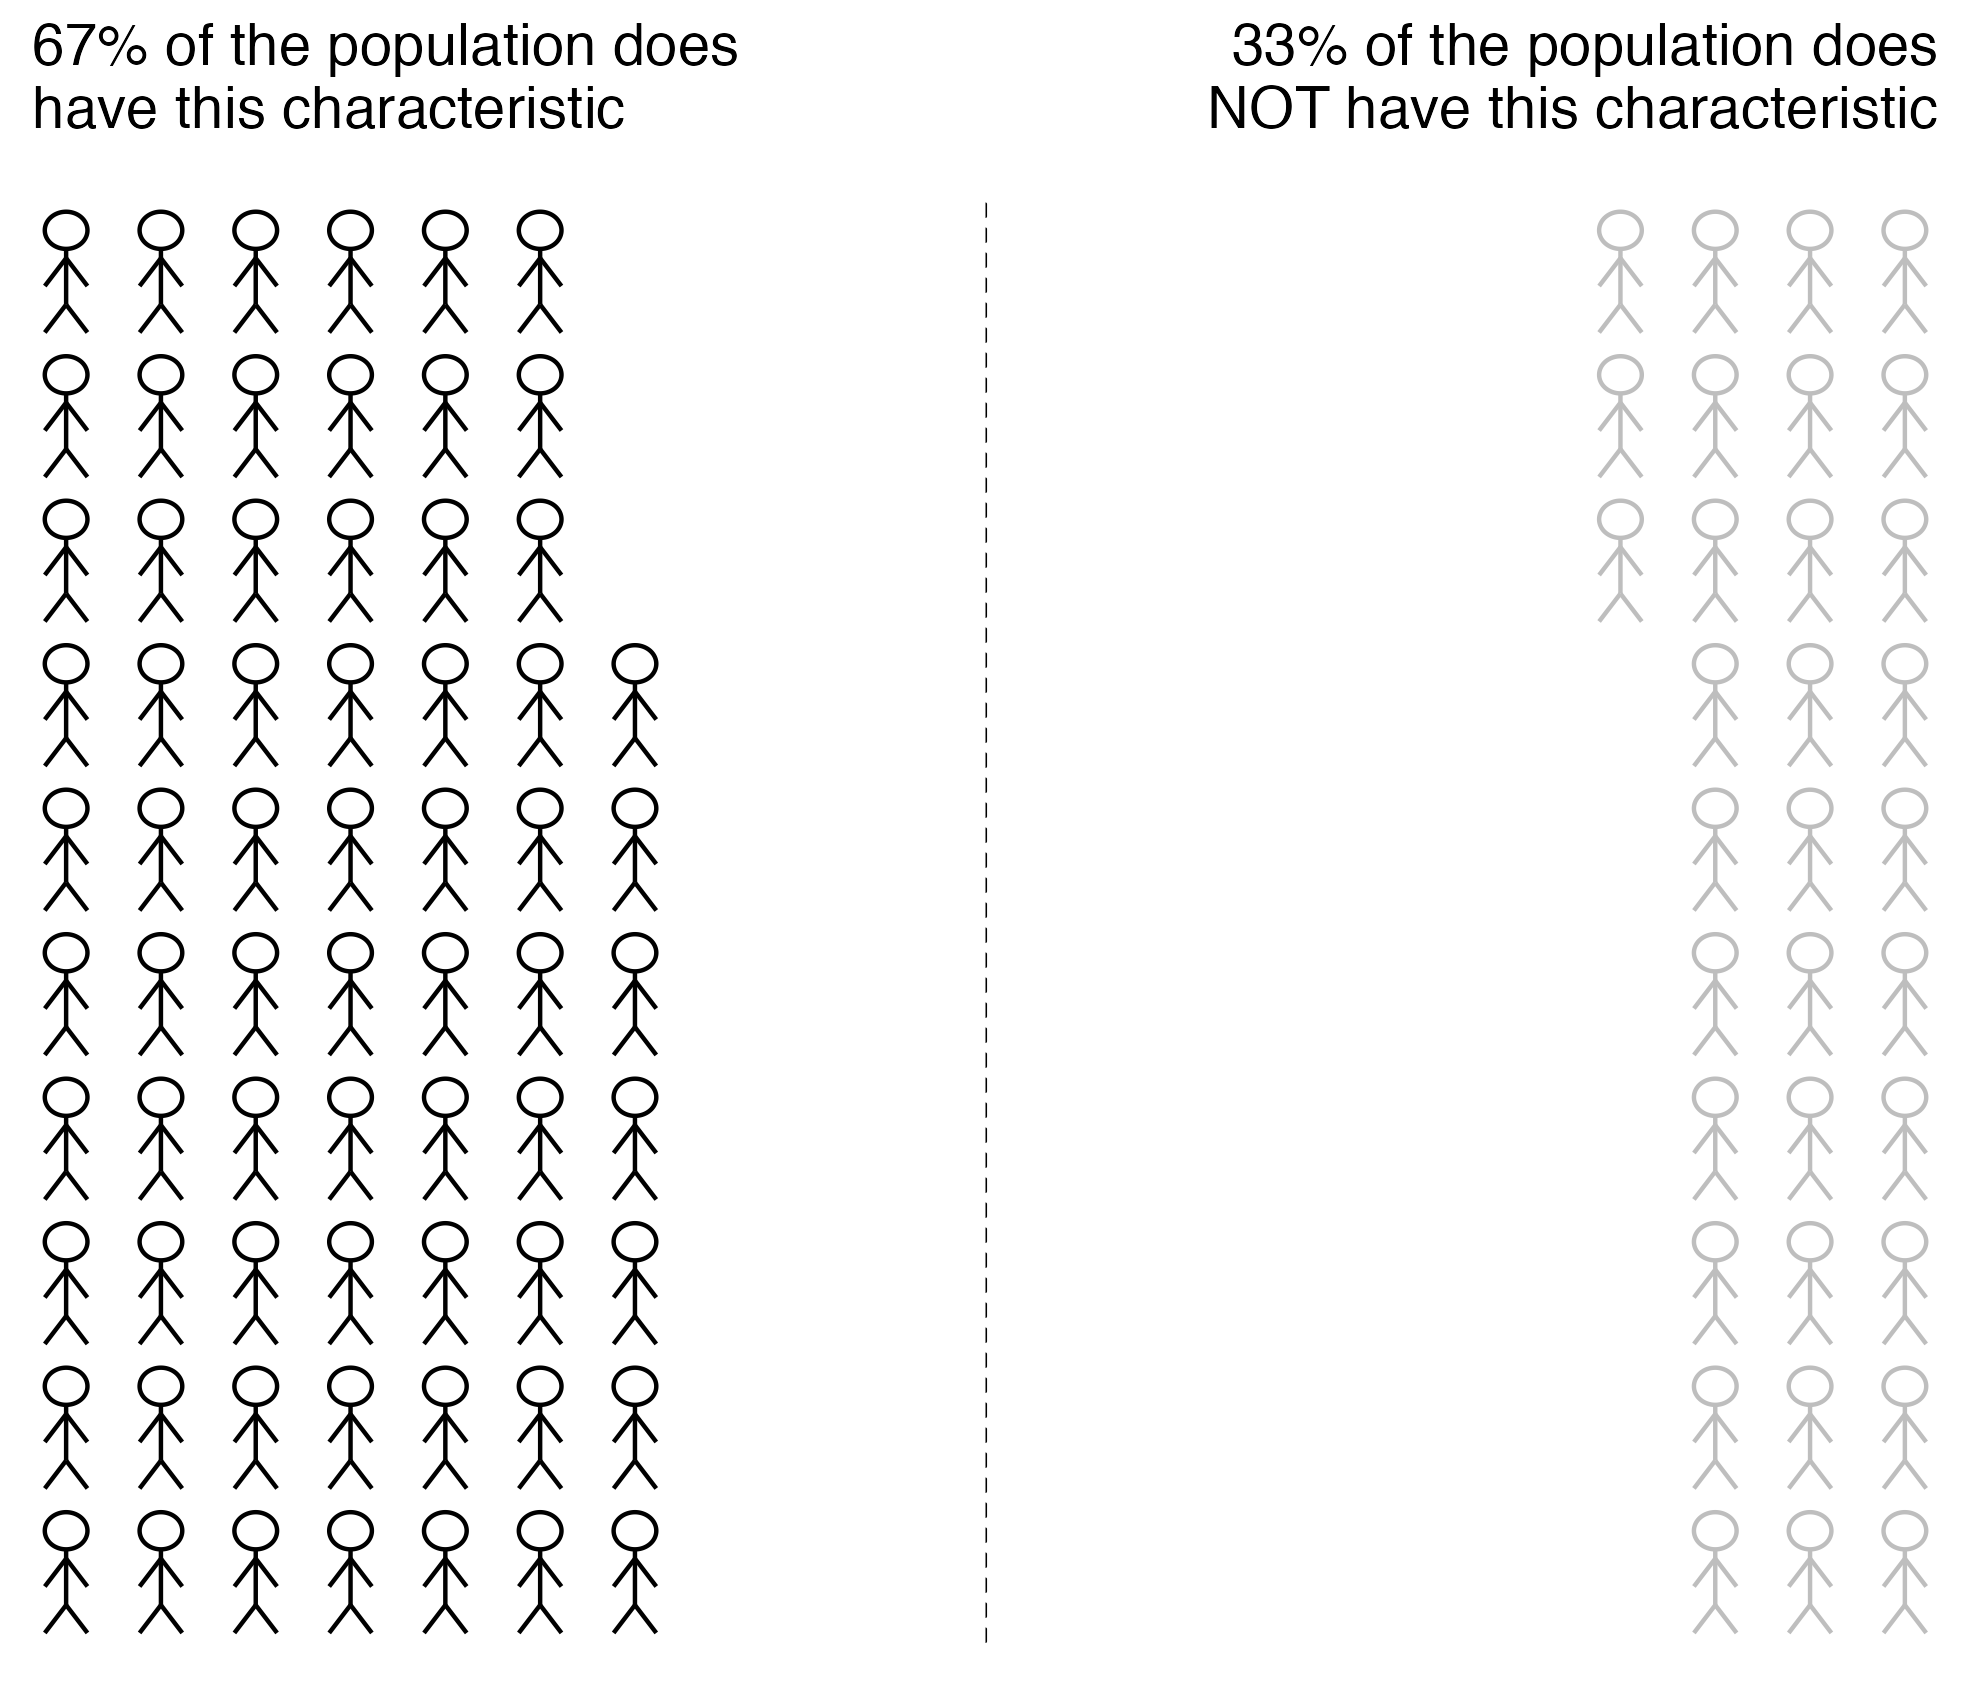 67% of the population does
have this characteristic
33% of the population does
NOT have this characteristic